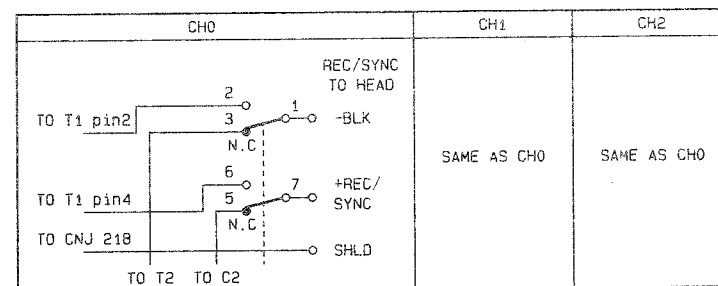 CH0 CH1 CH2
REC/SYNC
TO HEAD
2
TO T1 pin2 3 1 -BLK
N.C
SAME AS CH0 SAME AS CH0
6
TO T1 pin4 5 7 +REC/
SYNC
N.C
TO CNJ 218 SHLD
TO T2 TO C2